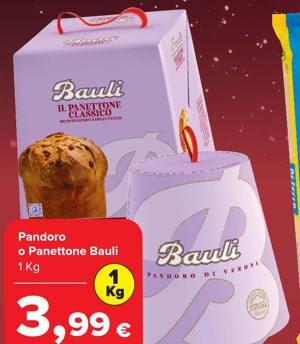 Bauli
IL PANETTONE
CLASSICO
Bauli
PANDORO DI VERONA
Pandoro
o Panettone Bauli
1 Kg
1
Kg
3,99 €